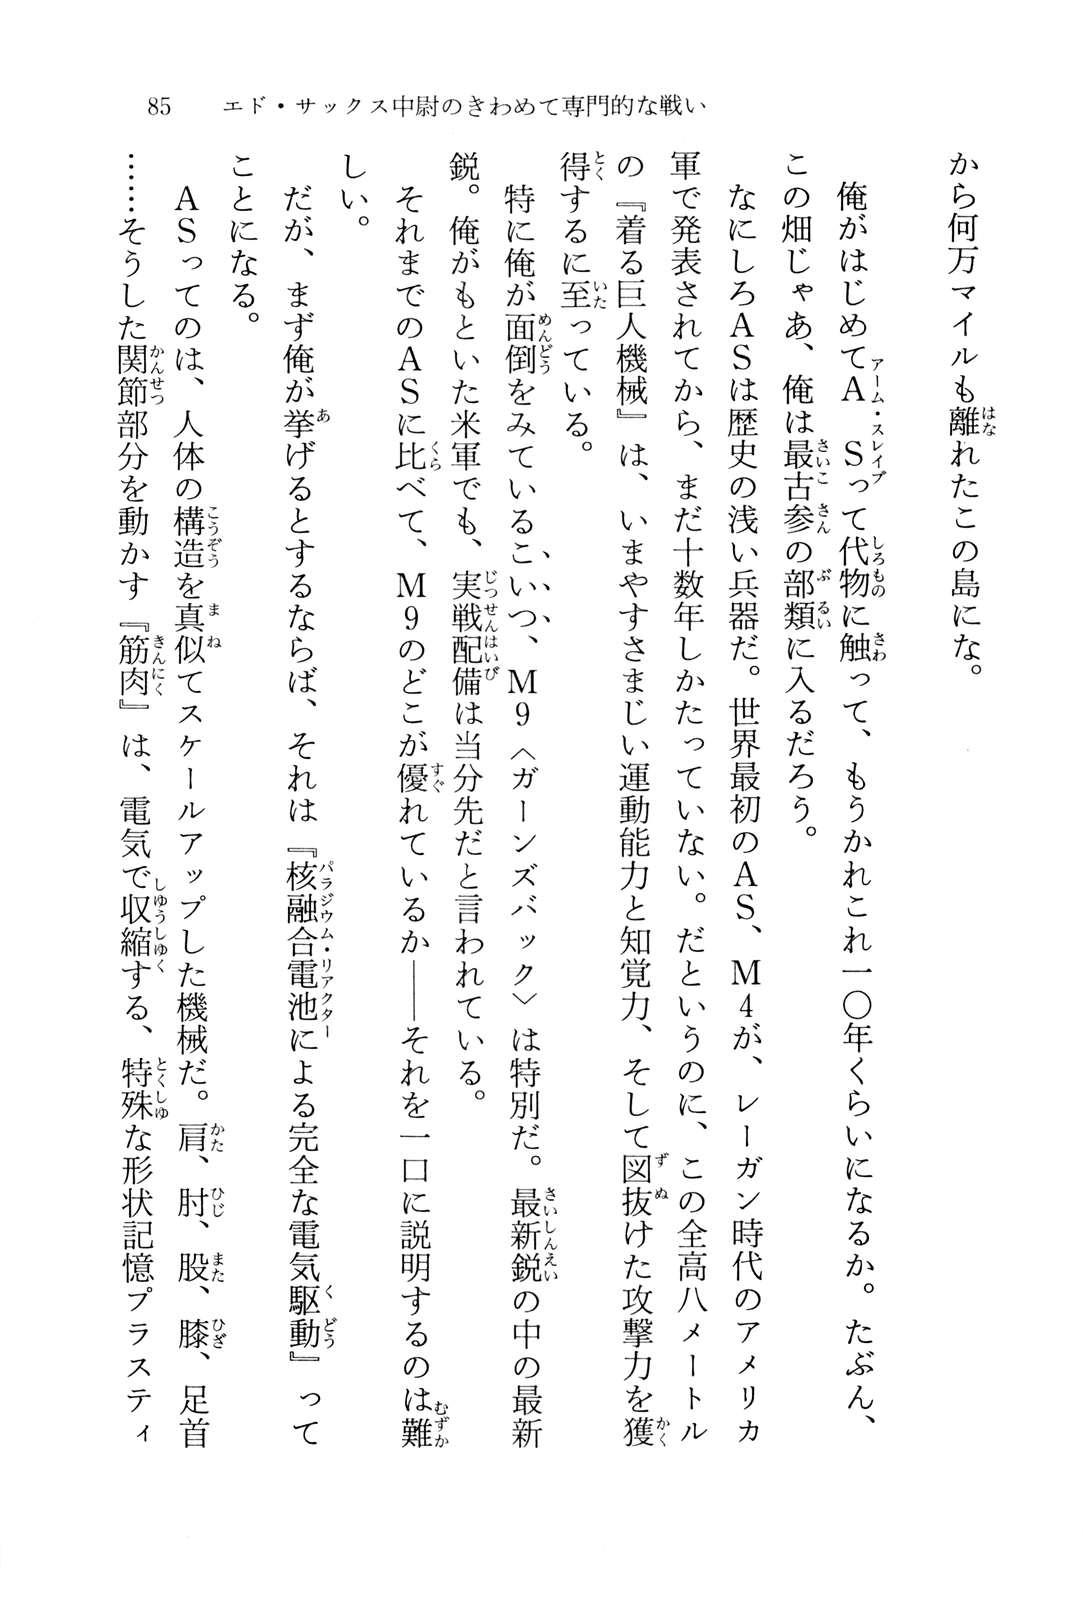 85　エド・サックス中尉のきわめて専門的な戦い
から何万マイルも離れたこの島にな。
　俺がはじめてＡＳって代物に触って、もうかれこれ一〇年くらいになるか。たぶん、
この畑じゃあ、俺は最古参の部類に入るだろう。
　なにしろＡＳは歴史の浅い兵器だ。世界最初のＡＳ、Ｍ４が、レーガン時代のアメリカ
軍で発表されてから、まだ十数年しかたっていない。だというのに、この全高八メートル
の『着る巨人機械』は、いまやすさまじい運動能力と知覚力、そして図抜けた攻撃力を獲
得するに至っている。
　特に俺が面倒をみているこいつ、Ｍ９〈ガーンズバック〉は特別だ。最新鋭の中の最新
鋭。俺がもといた米軍でも、実戦配備は当分先だと言われている。
　それまでのＡＳに比べて、Ｍ９のどこが優れているか――それを一口に説明するのは難
しい。
　だが、まず俺が挙げるとするならば、それは『核融合電池による完全な電気駆動』って
ことになる。
　ＡＳってのは、人体の構造を真似てスケールアップした機械だ。肩、肘、股、膝、足首
……そうした関節部分を動かす『筋肉』は、電気で収縮する、特殊な形状記憶プラスティ